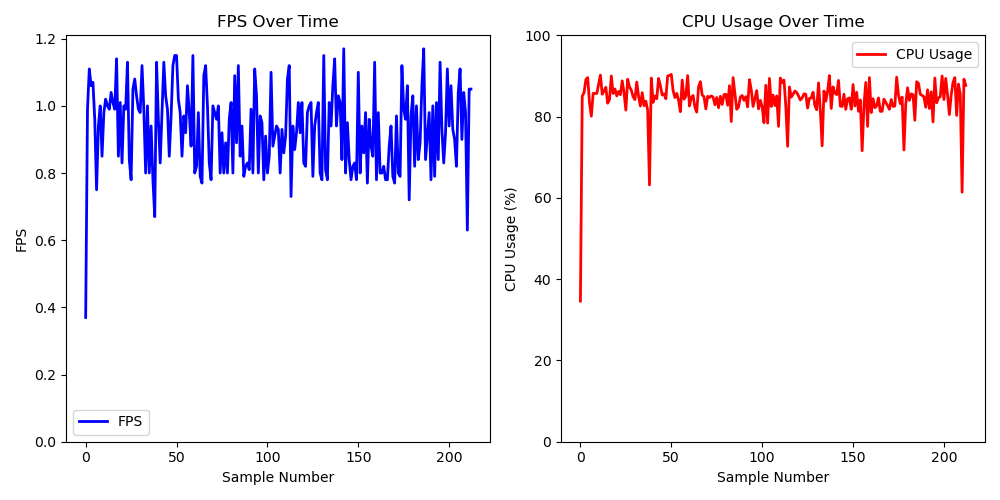 FPS Over Time
FPS
1.2
1.0
0.8
0.6
0.4
0.2
0.0
FPS
0
50
100
150
200
Sample Number
CPU Usage Over Time
CPU Usage (%)
100
80
60
40
20
0
CPU Usage
0
50
100
150
200
Sample Number